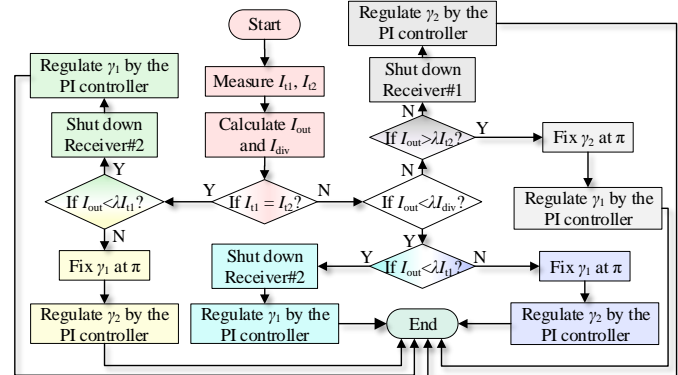 Start
Measure It1, It2
Calculate Iout
and Idiv
If It1 = It2?
Y
N
If Iout<λIt1?
Y
Shut down
Receiver#2
Regulate γ1 by the
PI controller
N
Fix γ1 at π
Regulate γ2 by the
PI controller
If Iout<λIdiv?
N
If Iout>λIt2?
N
Shut down
Receiver#1
Regulate γ2 by the
PI controller
Y
Fix γ2 at π
Regulate γ1 by the
PI controller
Y
If Iout<λIt1?
Y
Shut down
Receiver#2
Regulate γ1 by the
PI controller
N
Fix γ1 at π
Regulate γ2 by the
PI controller
End